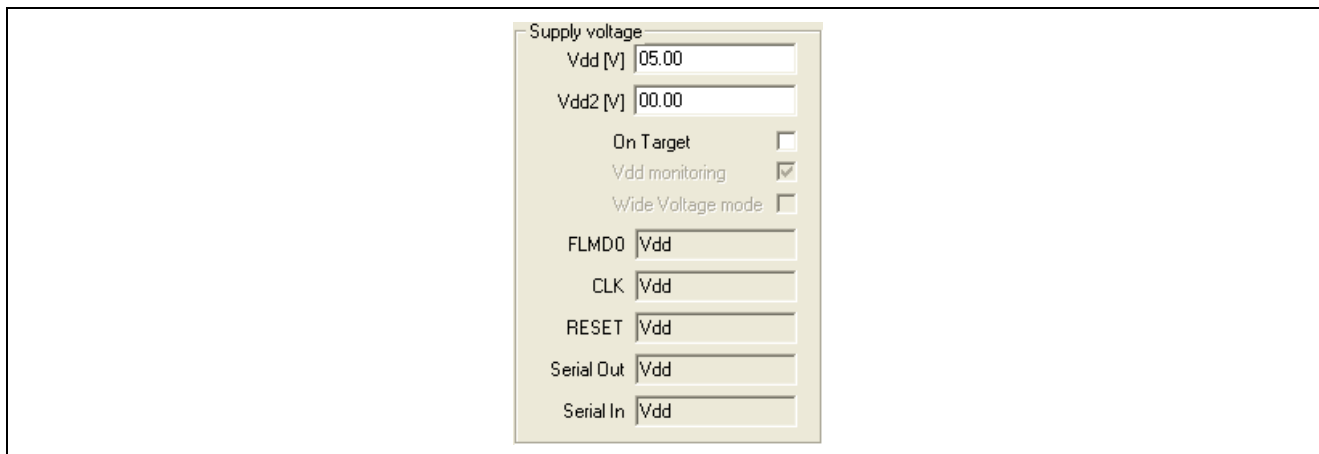 Supply voltage
Vdd [V] 05.00
Vdd2 [V] 00.00
On Target
Vdd monitoring
Wide Voltage mode
FLMD0 Vdd
CLK Vdd
RESET Vdd
Serial Out Vdd
Serial In Vdd